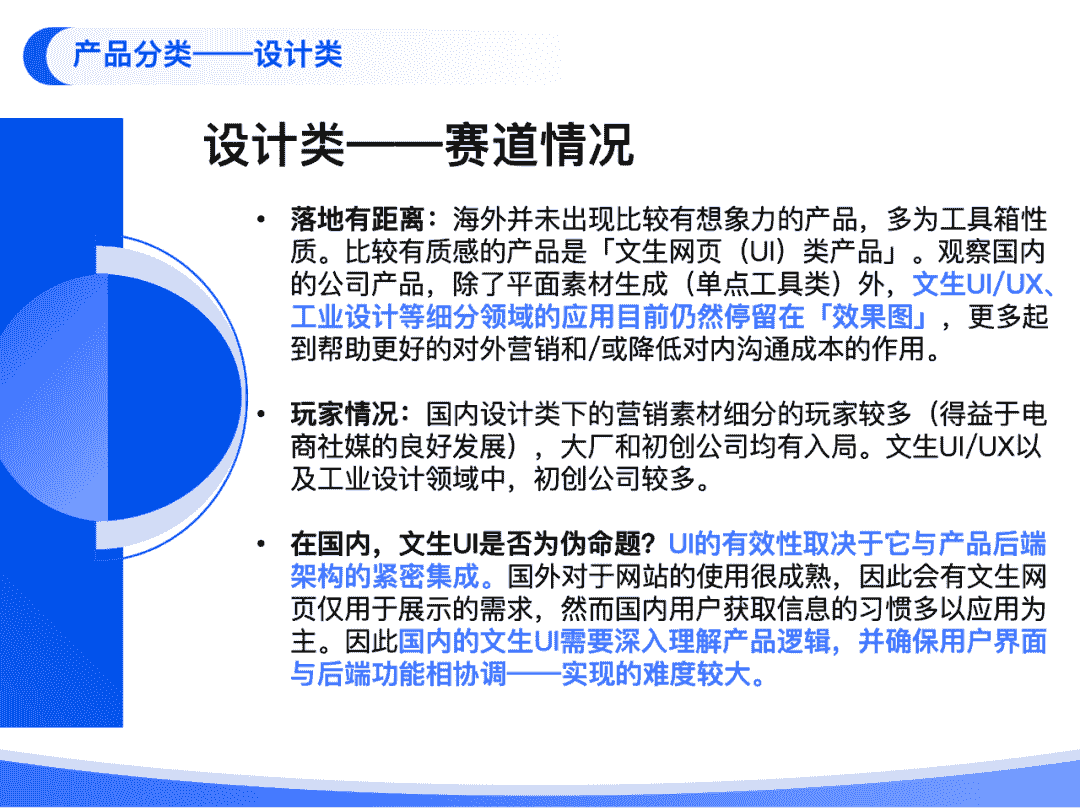 产品分类——设计类
设计类——赛道情况
• 落地有距离：海外并未出现比较有想象力的产品，多为工具箱性
质。比较有质感的产品是「文生网页（UI）类产品」。观察国内
的公司产品，除了平面素材生成（单点工具类）外，文生UI/UX、
工业设计等细分领域的应用目前仍然停留在「效果图」，更多起
到帮助更好的对外营销和/或降低对内沟通成本的作用。
• 玩家情况：国内设计类下的营销素材细分的玩家较多（得益于电
商社媒的良好发展），大厂和初创公司均有入局。文生UI/UX以
及工业设计领域中，初创公司较多。
• 在国内，文生UI是否为伪命题？UI的有效性取决于它与产品后端
架构的紧密集成。国外对于网站的使用很成熟，因此会有文生网
页仅用于展示的需求，然而国内用户获取信息的习惯多以应用为
主。因此国内的文生UI需要深入理解产品逻辑，并确保用户界面
与后端功能相协调——实现的难度较大。